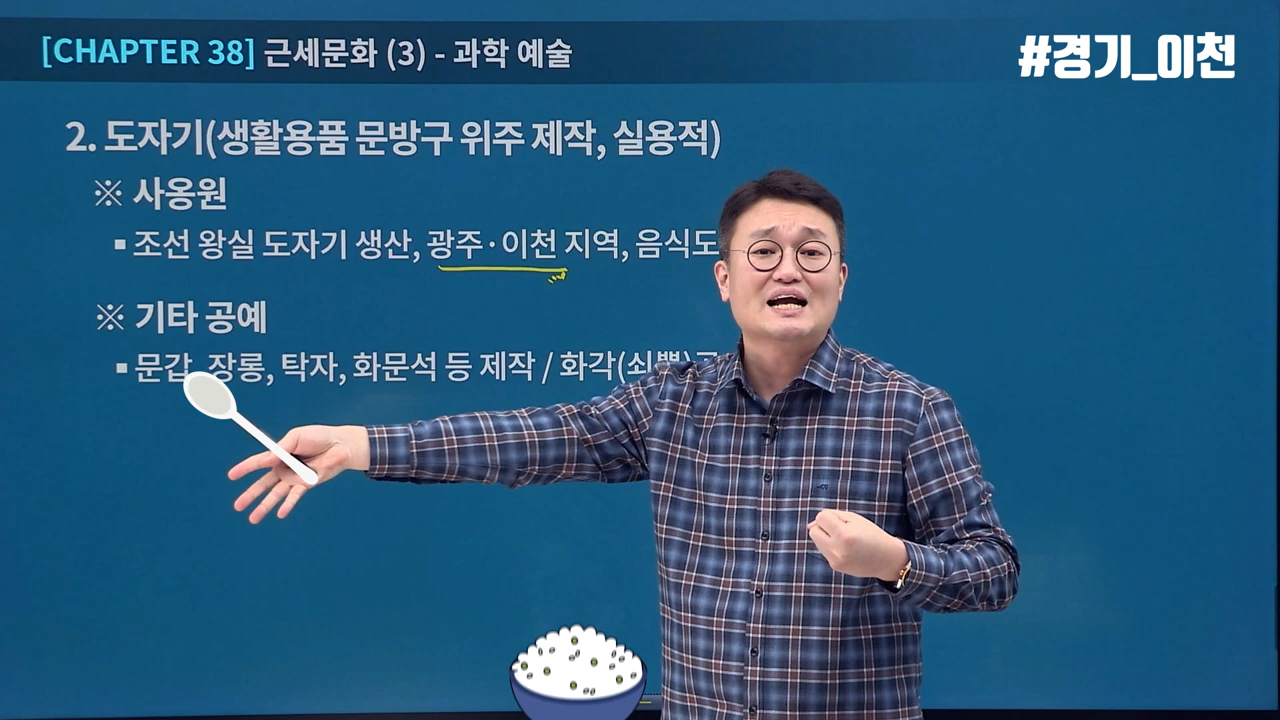 [CHAPTER 38] 근세문화 (3) - 과학 예술
#경기_이천
2. 도자기(생활용품 문방구 위주 제작, 실용적)
※ 사옹원
▪ 조선 왕실 도자기 생산, 광주·이천 지역, 음식도
※ 기타 공예
▪ 문갑, 장롱, 탁자, 화문석 등 제작 / 화각(쇠뿔)